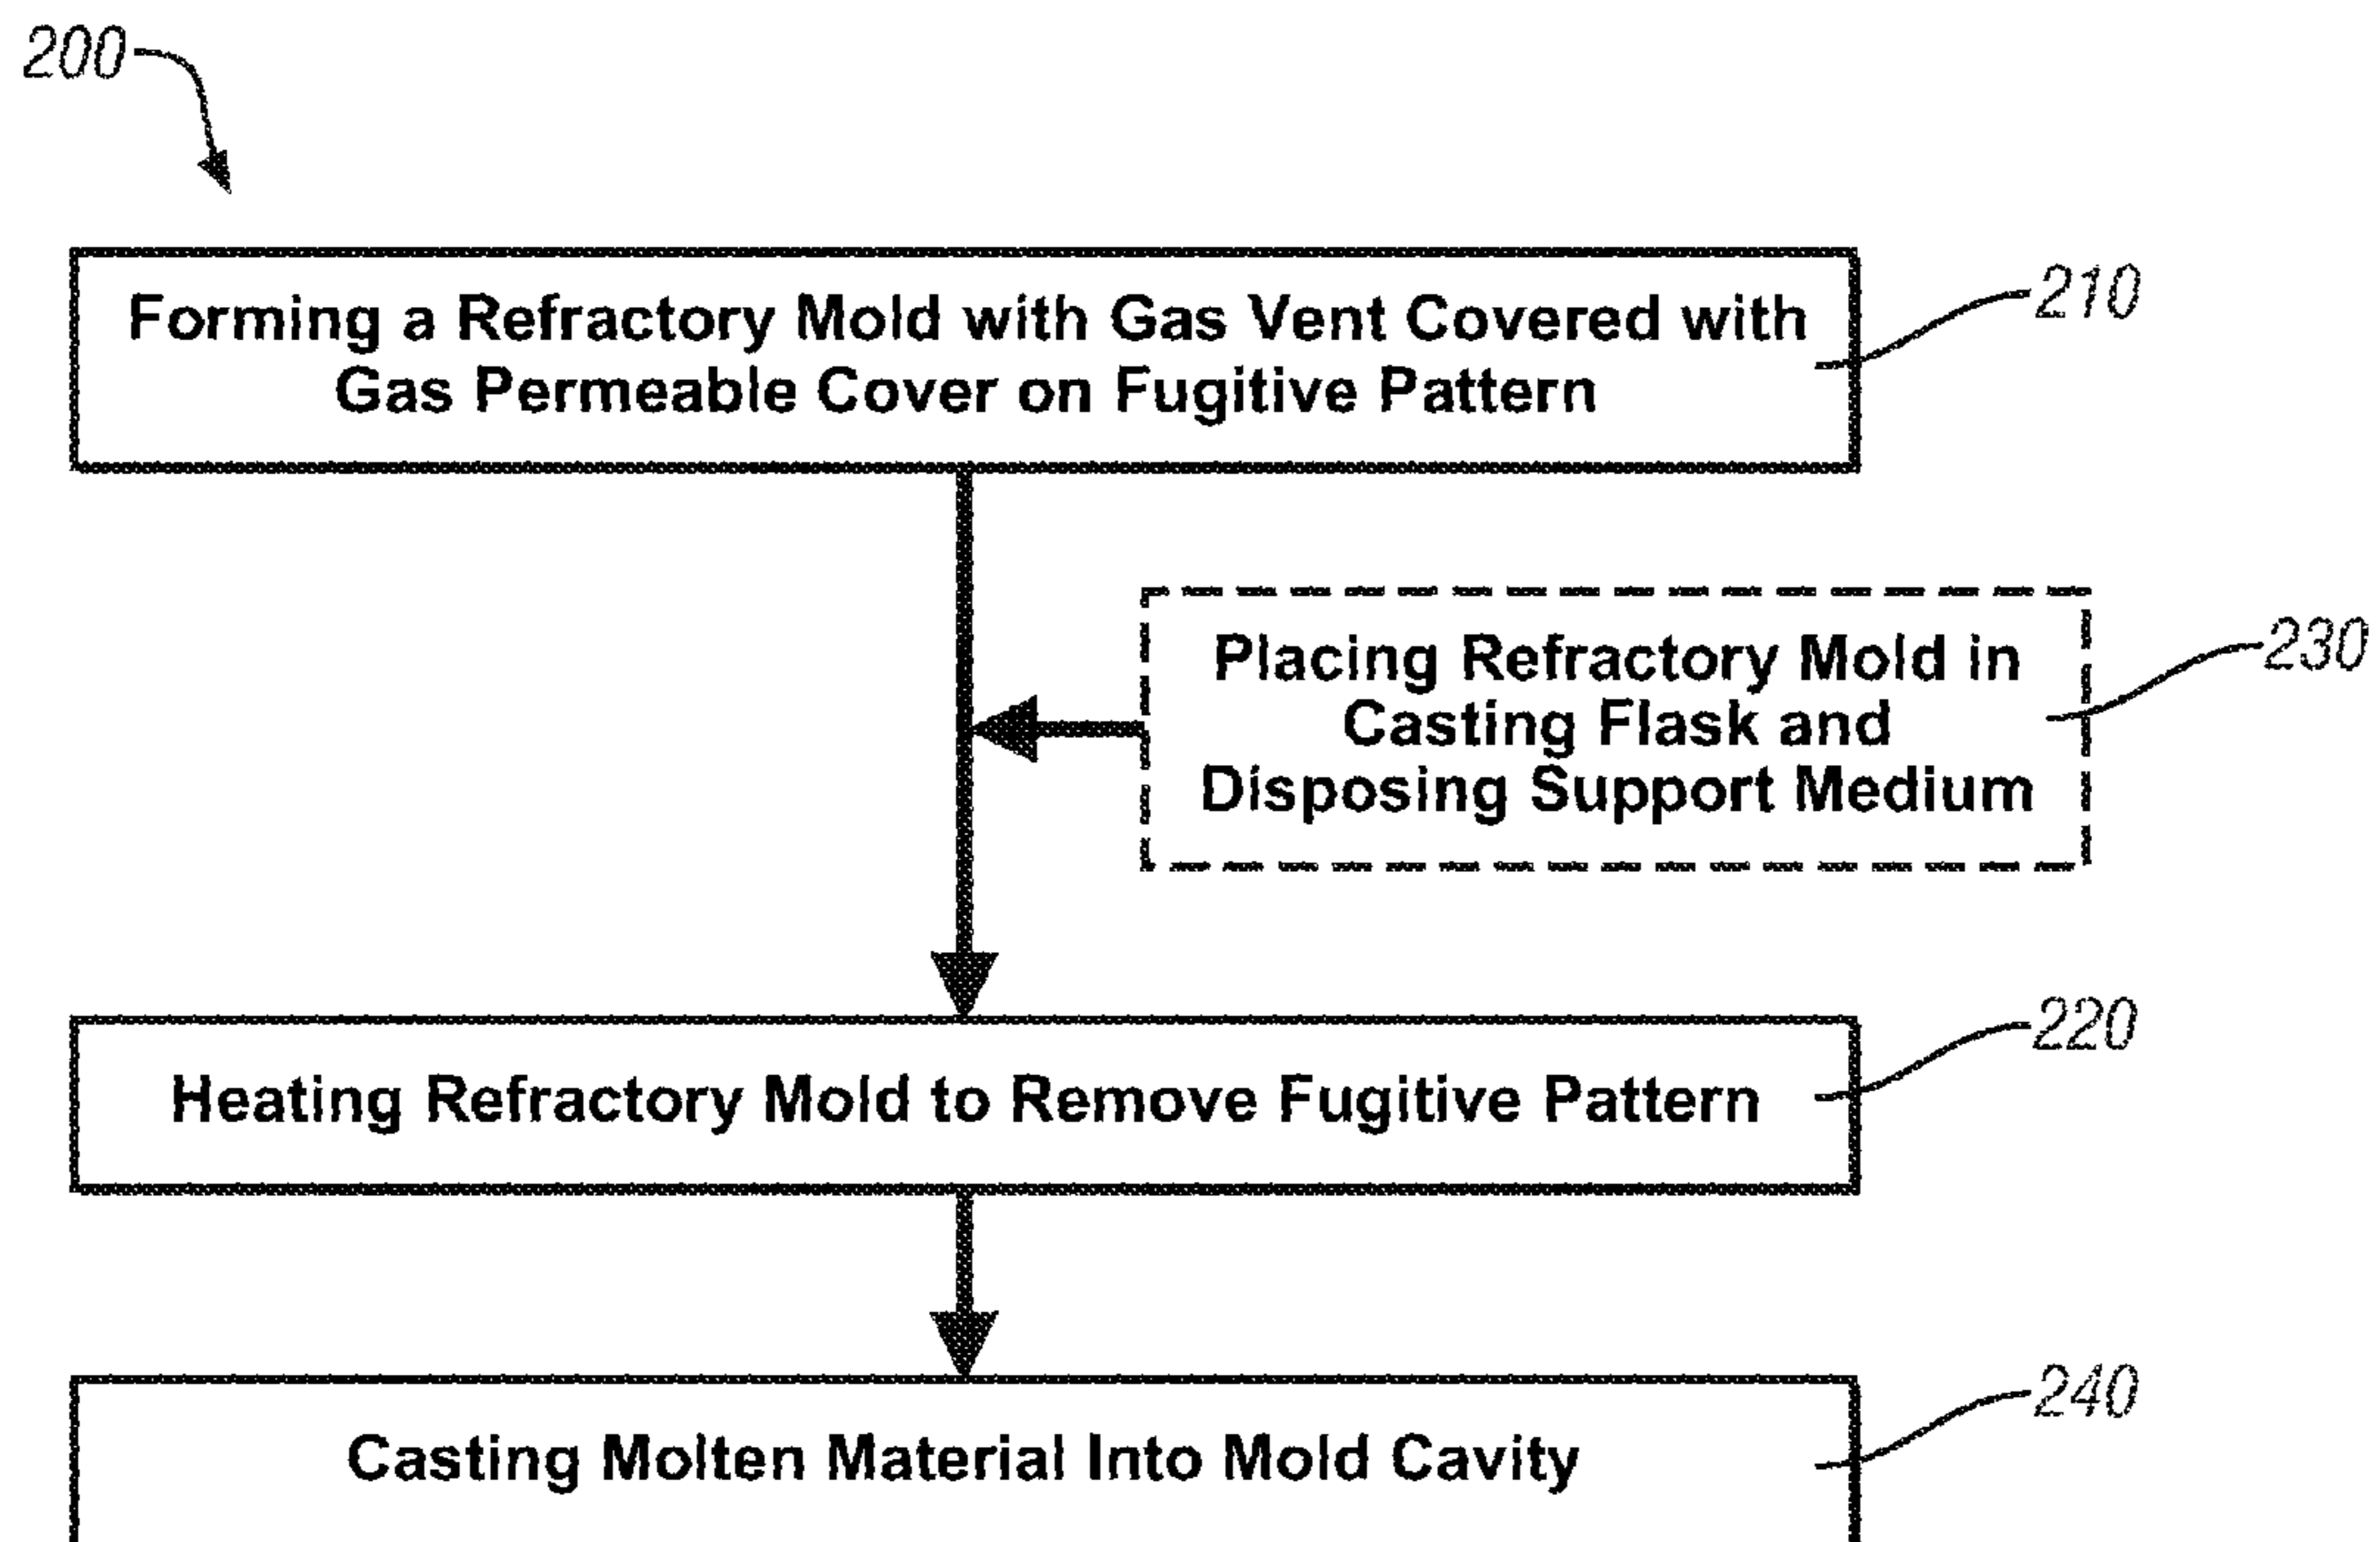 200
Forming a Refractory Mold with Gas Vent Covered with
Gas Permeable Cover on Fugitive Pattern
210
Placing Refractory Mold in
Casting Flask and
Disposing Support Medium
230
Heating Refractory Mold to Remove Fugitive Pattern
220
Casting Molten Material Into Mold Cavity
240